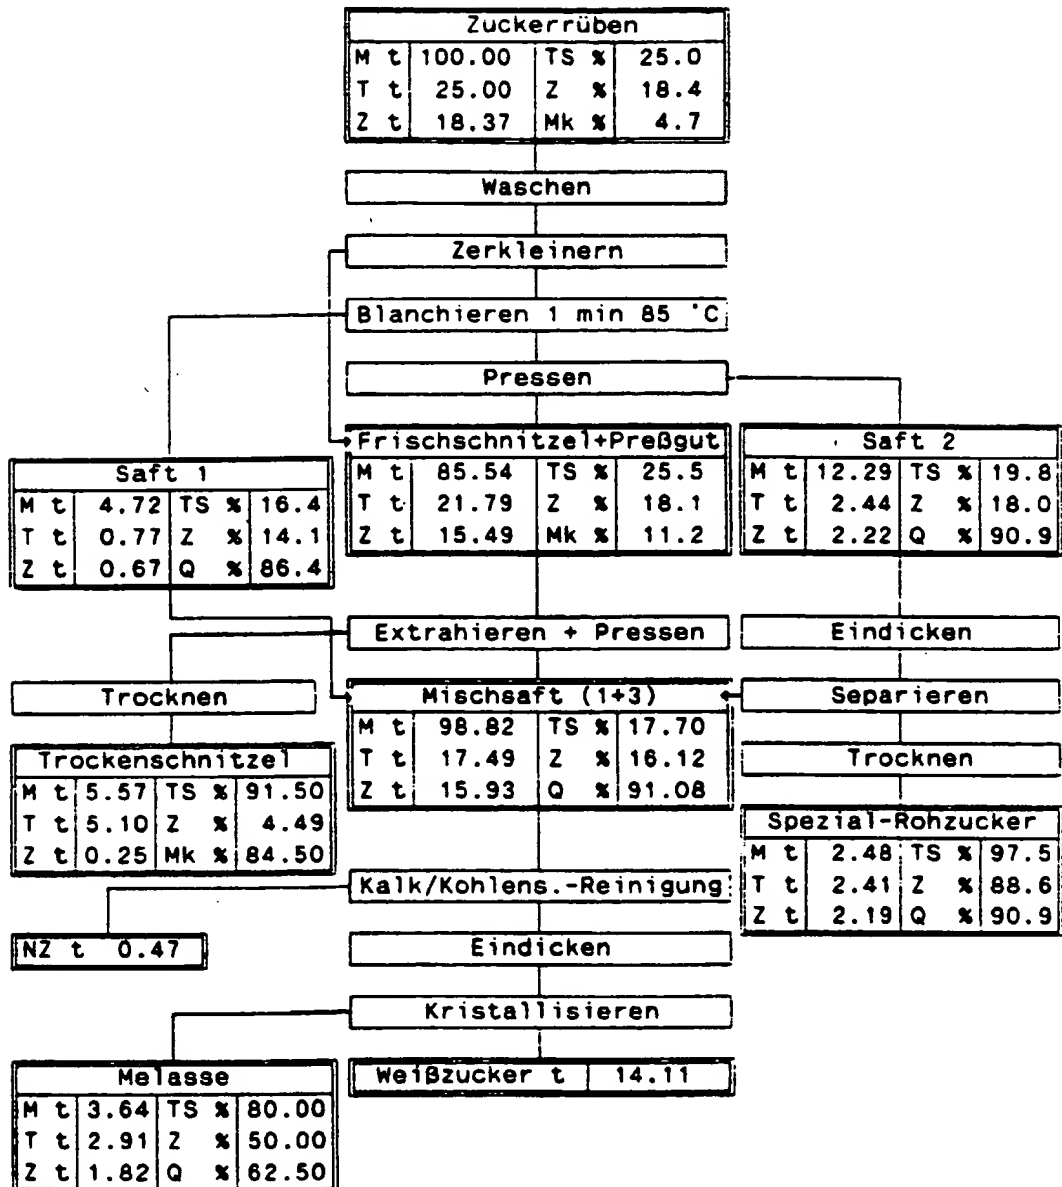 Zuckerrüben
M t 100.00 TS % 25.0
T t 25.00 Z % 18.4
Z t 18.37 Mk % 4.7
Waschen
Zerkleinern
Blanchieren 1 min 85 °C
Pressen
Frischschnitzel+Preßgut
M t 85.54 TS % 25.5
T t 21.79 Z % 18.1
Z t 15.49 Mk % 11.2
Saft 2
M t 12.29 TS % 19.8
T t 2.44 Z % 18.0
Z t 2.22 Q % 90.9
Saft 1
M t 4.72 TS % 16.4
T t 0.77 Z % 14.1
Z t 0.67 Q % 86.4
Extrahieren + Pressen
Eindicken
Trocknen
Mischsaft (1+3)
M t 98.82 TS % 17.70
T t 17.49 Z % 16.12
Z t 15.93 Q % 91.08
Separieren
Trocknen
Trockenschnitzel
M t 5.57 TS % 91.50
T t 5.10 Z % 4.49
Z t 0.25 Mk % 84.50
Spezial-Rohzucker
M t 2.48 TS % 97.5
T t 2.41 Z % 88.6
Z t 2.19 Q % 90.9
Kalk/Kohlens.-Reinigung
NZ t 0.47
Eindicken
Kristallisieren
Weißzucker t 14.11
Melasse
M t 3.64 TS % 80.00
T t 2.91 Z % 50.00
Z t 1.82 Q % 62.50